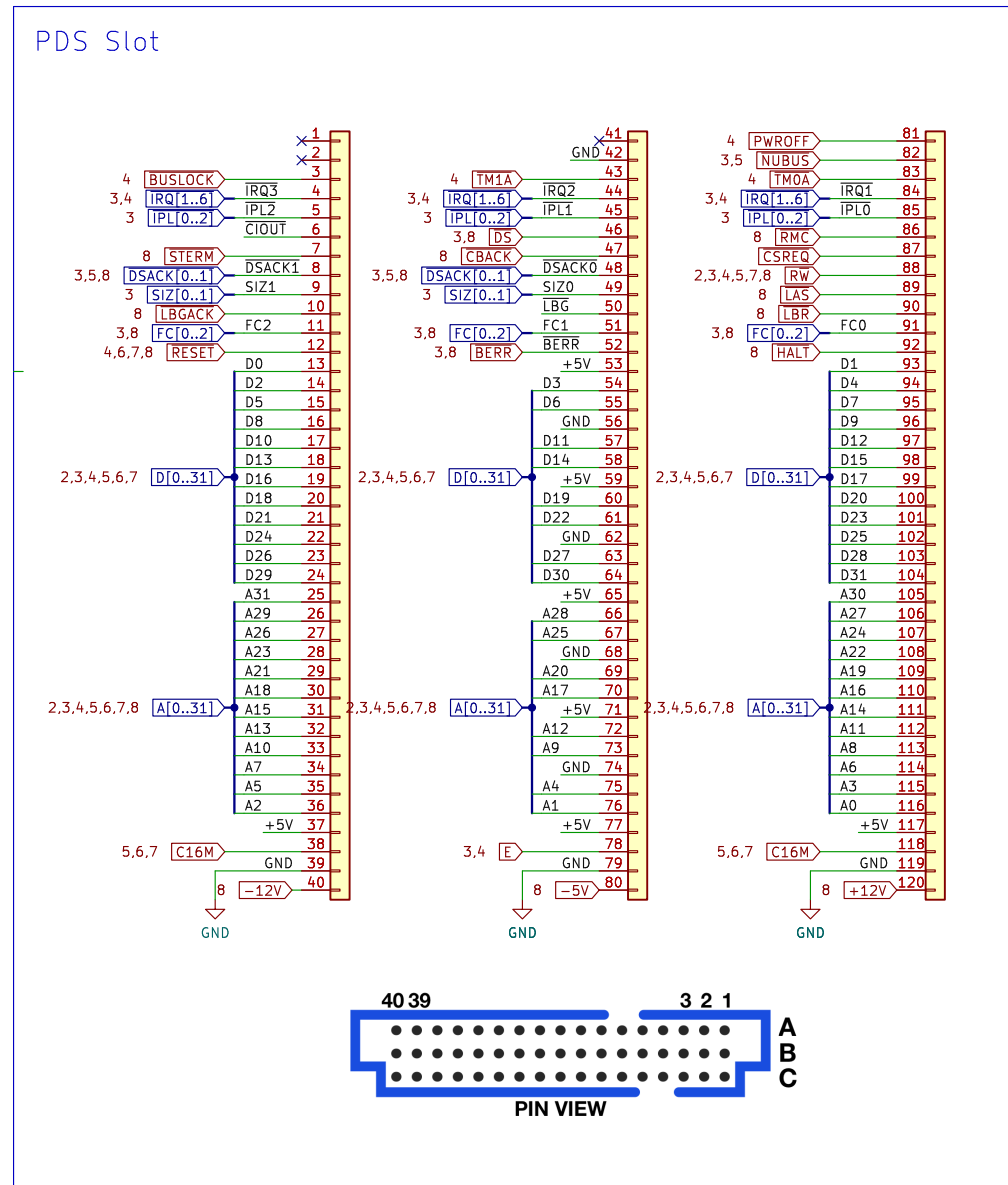 PDS Slot
1
2
4 BUSLOCK 3
3,4 IRQ[1..6] IRQ3 4
3 IPL[0..2] IPL2 5
CIOUT 6
8 STERM 7
3,5,8 DSACK[0..1] DSACK1 8
3 SIZ[0..1] SIZ1 9
8 LBGACK 10
3,8 FC[0..2] FC2 11
4,6,7,8 RESET 12
D0 13
D2 14
D5 15
D8 16
D10 17
D13 18
2,3,4,5,6,7 D[0..31] D16 19
D18 20
D21 21
D24 22
D26 23
D29 24
A31 25
A29 26
A26 27
A23 28
A21 29
A18 30
2,3,4,5,6,7,8 A[0..31] A15 31
A13 32
A10 33
A7 34
A5 35
A2 36
+5V 37
5,6,7 C16M 38
GND 39
8 -12V 40
GND
41
GND 42
4 TM1A 43
3,4 IRQ[1..6] IRQ2 44
3 IPL[0..2] IPL1 45
3,8 DS 46
8 CBACK 47
3,5,8 DSACK[0..1] DSACK0 48
3 SIZ[0..1] SIZ0 49
LBG 50
3,8 FC[0..2] FC1 51
3,8 BERR BERR 52
+5V 53
D3 54
D6 55
GND 56
D11 57
D14 58
2,3,4,5,6,7 D[0..31] +5V 59
D19 60
D22 61
GND 62
D27 63
D30 64
+5V 65
A28 66
A25 67
GND 68
A20 69
A17 70
2,3,4,5,6,7,8 A[0..31] +5V 71
A12 72
A9 73
GND 74
A4 75
A1 76
+5V 77
3,4 E 78
GND 79
8 -5V 80
GND
4 PWROFF 81
3,5 NUBUS 82
4 TM0A 83
3,4 IRQ[1..6] IRQ1 84
3 IPL[0..2] IPL0 85
8 RMC 86
CSREQ 87
2,3,4,5,7,8 RW 88
8 LAS 89
8 LBR 90
3,8 FC[0..2] FC0 91
8 HALT 92
D1 93
D4 94
D7 95
D9 96
D12 97
D15 98
2,3,4,5,6,7 D[0..31] D17 99
D20 100
D23 101
D25 102
D28 103
D31 104
A30 105
A27 106
A24 107
A22 108
A19 109
A16 110
2,3,4,5,6,7,8 A[0..31] A14 111
A11 112
A8 113
A6 114
A3 115
A0 116
+5V 117
5,6,7 C16M 118
GND 119
8 +12V 120
GND
40 39 3 2 1
A
B
C
PIN VIEW